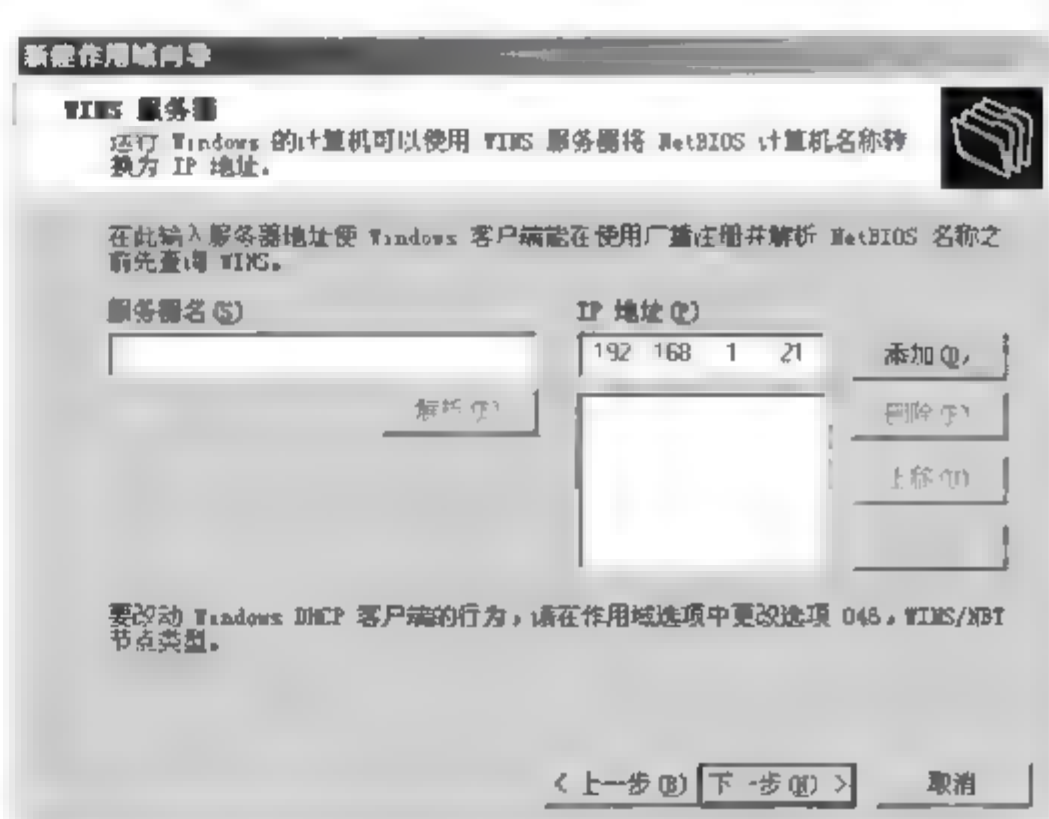 新建作用域向导
WINS 服务器
运行 Windows 的计算机可以使用 WINS 服务器将 NetBIOS 计算机名称转
换为 IP 地址。
在此输入服务器地址使 Windows 客户端能在使用广播注册并解析 NetBIOS 名称之
前先查询 WINS。
服务器名(S)
IP 地址(P)
192 168 1 21
添加(D)
解析(E)
删除(R)
上移(U)
要改动 Windows DHCP 客户端的行为，请在作用域选项中更改选项 046，WINS/NBT
节点类型。
< 上一步(B) 下一步(N) > 取消